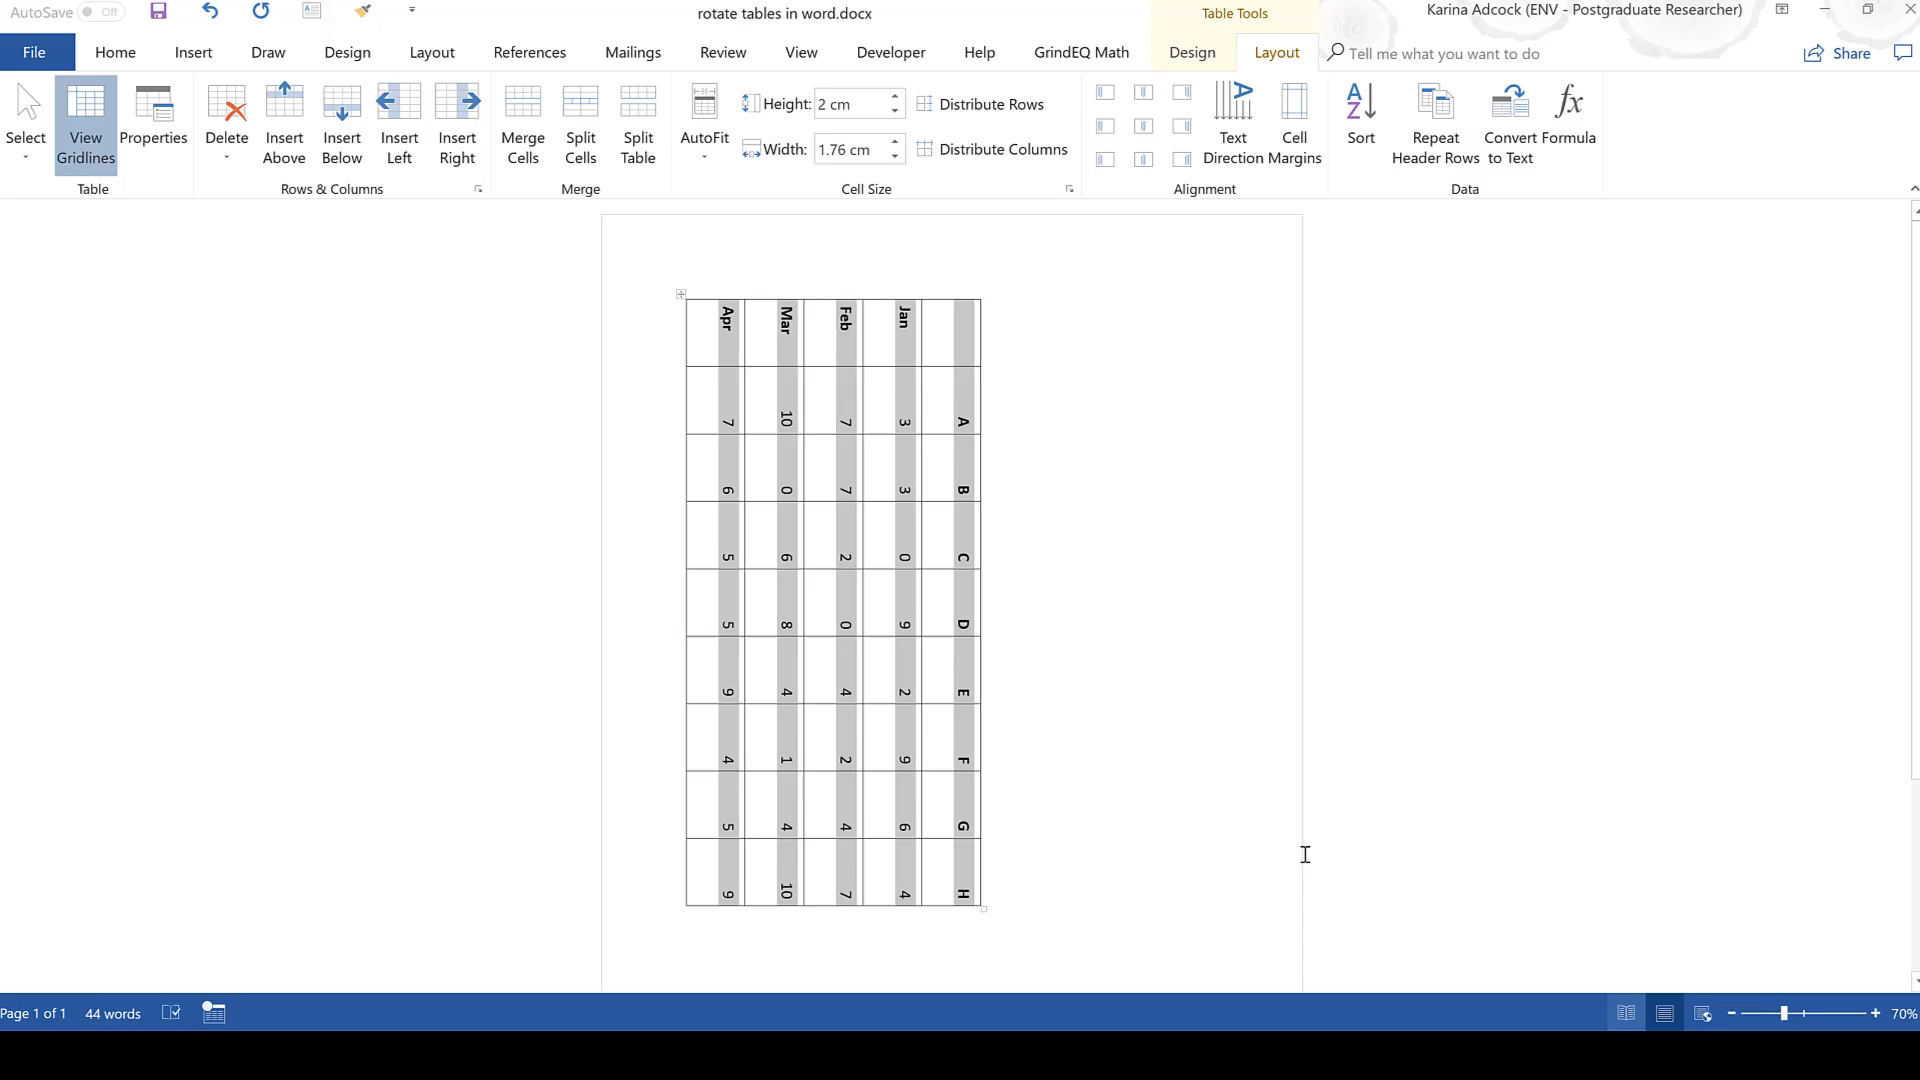 AutoSave Off
rotate tables in word.docx
Table Tools
Karina Adcock (ENV - Postgraduate Researcher)
File Home Insert Draw Design Layout References Mailings Review View Developer Help GrindEQ Math Design Layout Tell me what you want to do Share
Select
View Gridlines
Properties
Table
Delete
Insert Above
Insert Below
Insert Left
Insert Right
Rows & Columns
Merge Cells
Split Cells
Split Table
Merge
AutoFit
Height: 2 cm
Distribute Rows
Width: 1.76 cm
Distribute Columns
Cell Size
Text Direction
Cell Margins
Alignment
Sort
Repeat Header Rows
Convert to Text
Formula
Data
A B C D E F G H
Jan 3 3 0 9 2 9 6 4
Feb 7 7 2 0 4 2 4 7
Mar 10 0 6 8 4 1 4 10
Apr 7 6 5 5 9 4 5 9
Page 1 of 1 44 words
70%